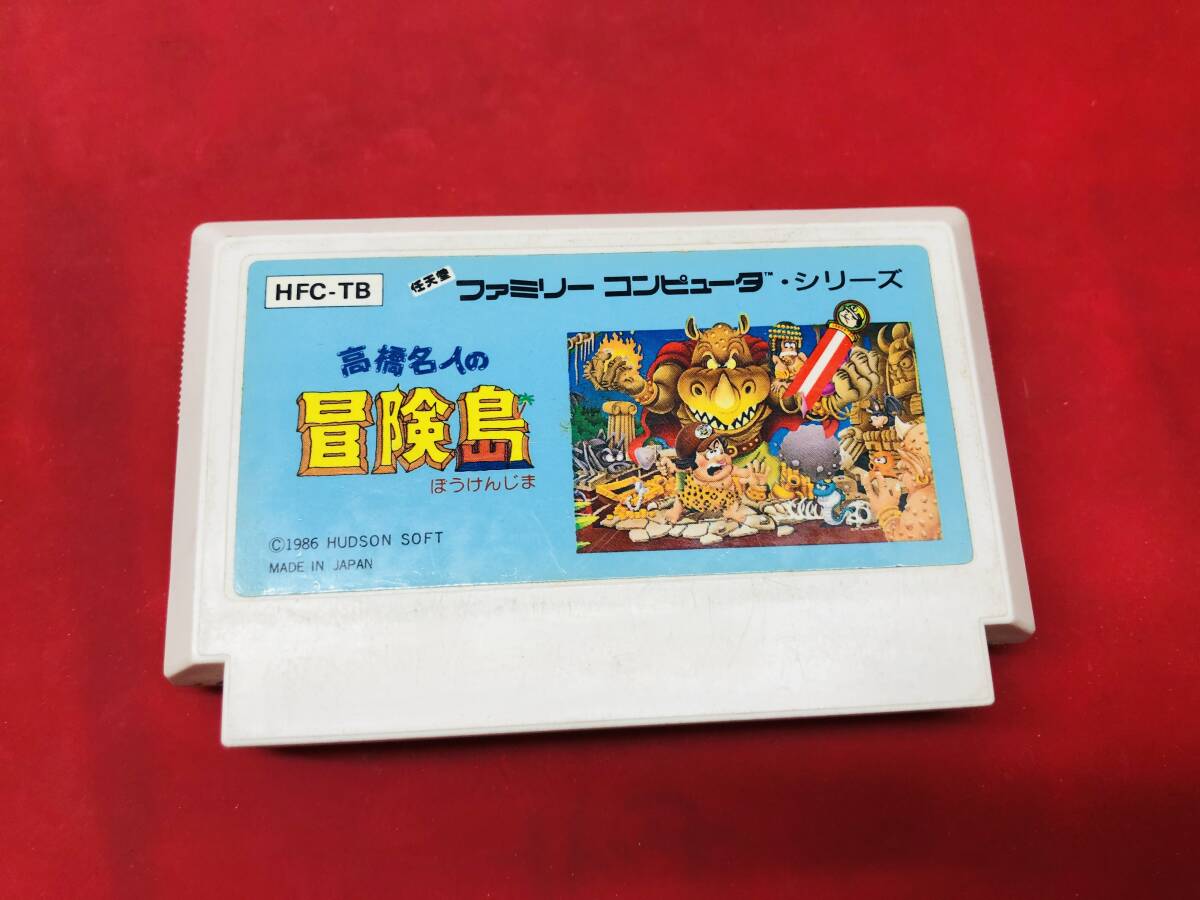 HFC-TB
任天堂 ファミリー コンピュータ™・シリーズ
高橋名人の
冒険島
ぼうけんじま
©1986 HUDSON SOFT
MADE IN JAPAN